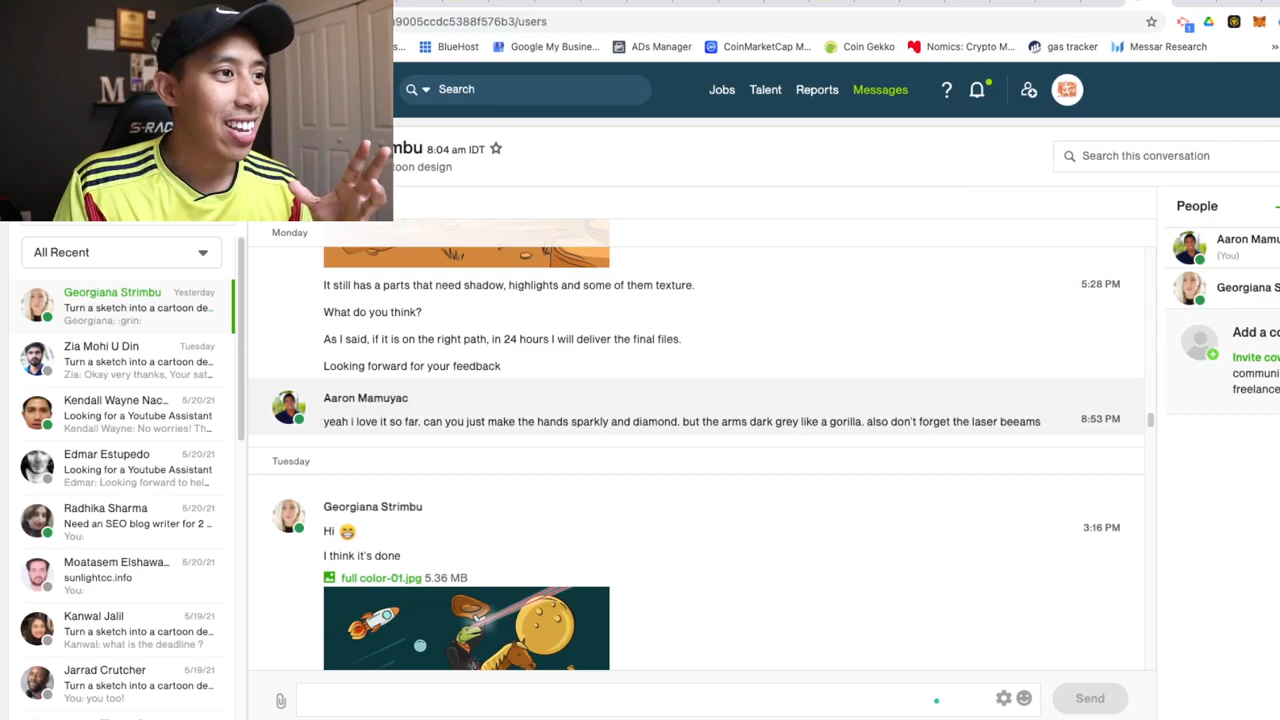 a9005ccdc5388f576b3/users
BlueHost
Google My Busine...
ADs Manager
CoinMarketCap M...
Coin Gekko
Nomics: Crypto M...
gas tracker
Messar Research
»
1
M
S-RAC
Search
Jobs
Talent
Reports
Messages
?
mbu 8:04 am IDT
toon design
Search this conversation
People
All Recent
Monday
Georgiana Strimbu Yesterday
Turn a sketch into a cartoon de...
Georgiana: :grin:
Zia Mohi U Din Tuesday
Turn a sketch into a cartoon de...
Zia: Okay very thanks, Your sat...
Kendall Wayne Nac... 5/20/21
Looking for a Youtube Assistant
Kendall Wayne: No worries! Th...
Edmar Estupedo 5/20/21
Looking for a Youtube Assistant
Edmar: Looking forward to hel...
Radhika Sharma 5/20/21
Need an SEO blog writer for 2 ...
You:
Moatasem Elshawa... 5/20/21
sunlightcc.info
You:
Kanwal Jalil 5/19/21
Turn a sketch into a cartoon de...
Kanwal: what is the deadline ?
Jarrad Crutcher 5/19/21
Turn a sketch into a cartoon de...
You: you too!
It still has a parts that need shadow, highlights and some of them texture. 5:28 PM
What do you think?
As I said, if it is on the right path, in 24 hours I will deliver the final files.
Looking forward for your feedback
Aaron Mamuyac
yeah i love it so far. can you just make the hands sparkly and diamond. but the arms dark grey like a gorilla. also don't forget the laser beeams 8:53 PM
Tuesday
Georgiana Strimbu
Hi 3:16 PM
I think it's done
full color-01.jpg 5.36 MB
Send
Aaron Mamu
(You)
Georgiana S
Add a co
Invite cow
communi
freelance